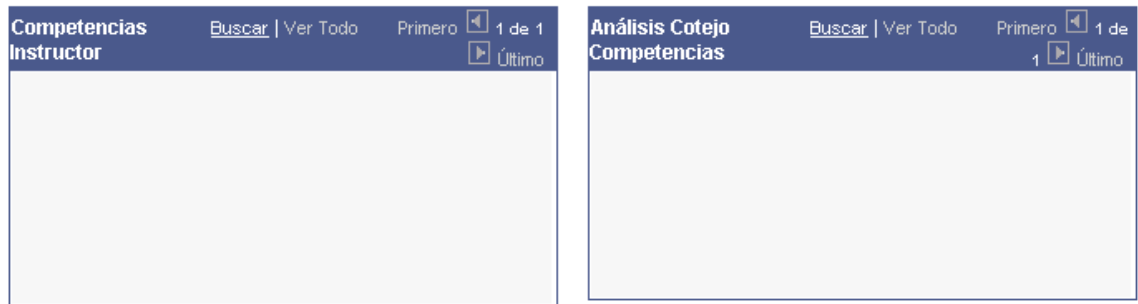 Competencias Instructor Buscar | Ver Todo Primero 1 de 1 Último
Análisis Cotejo Competencias Buscar | Ver Todo Primero 1 de 1 Último